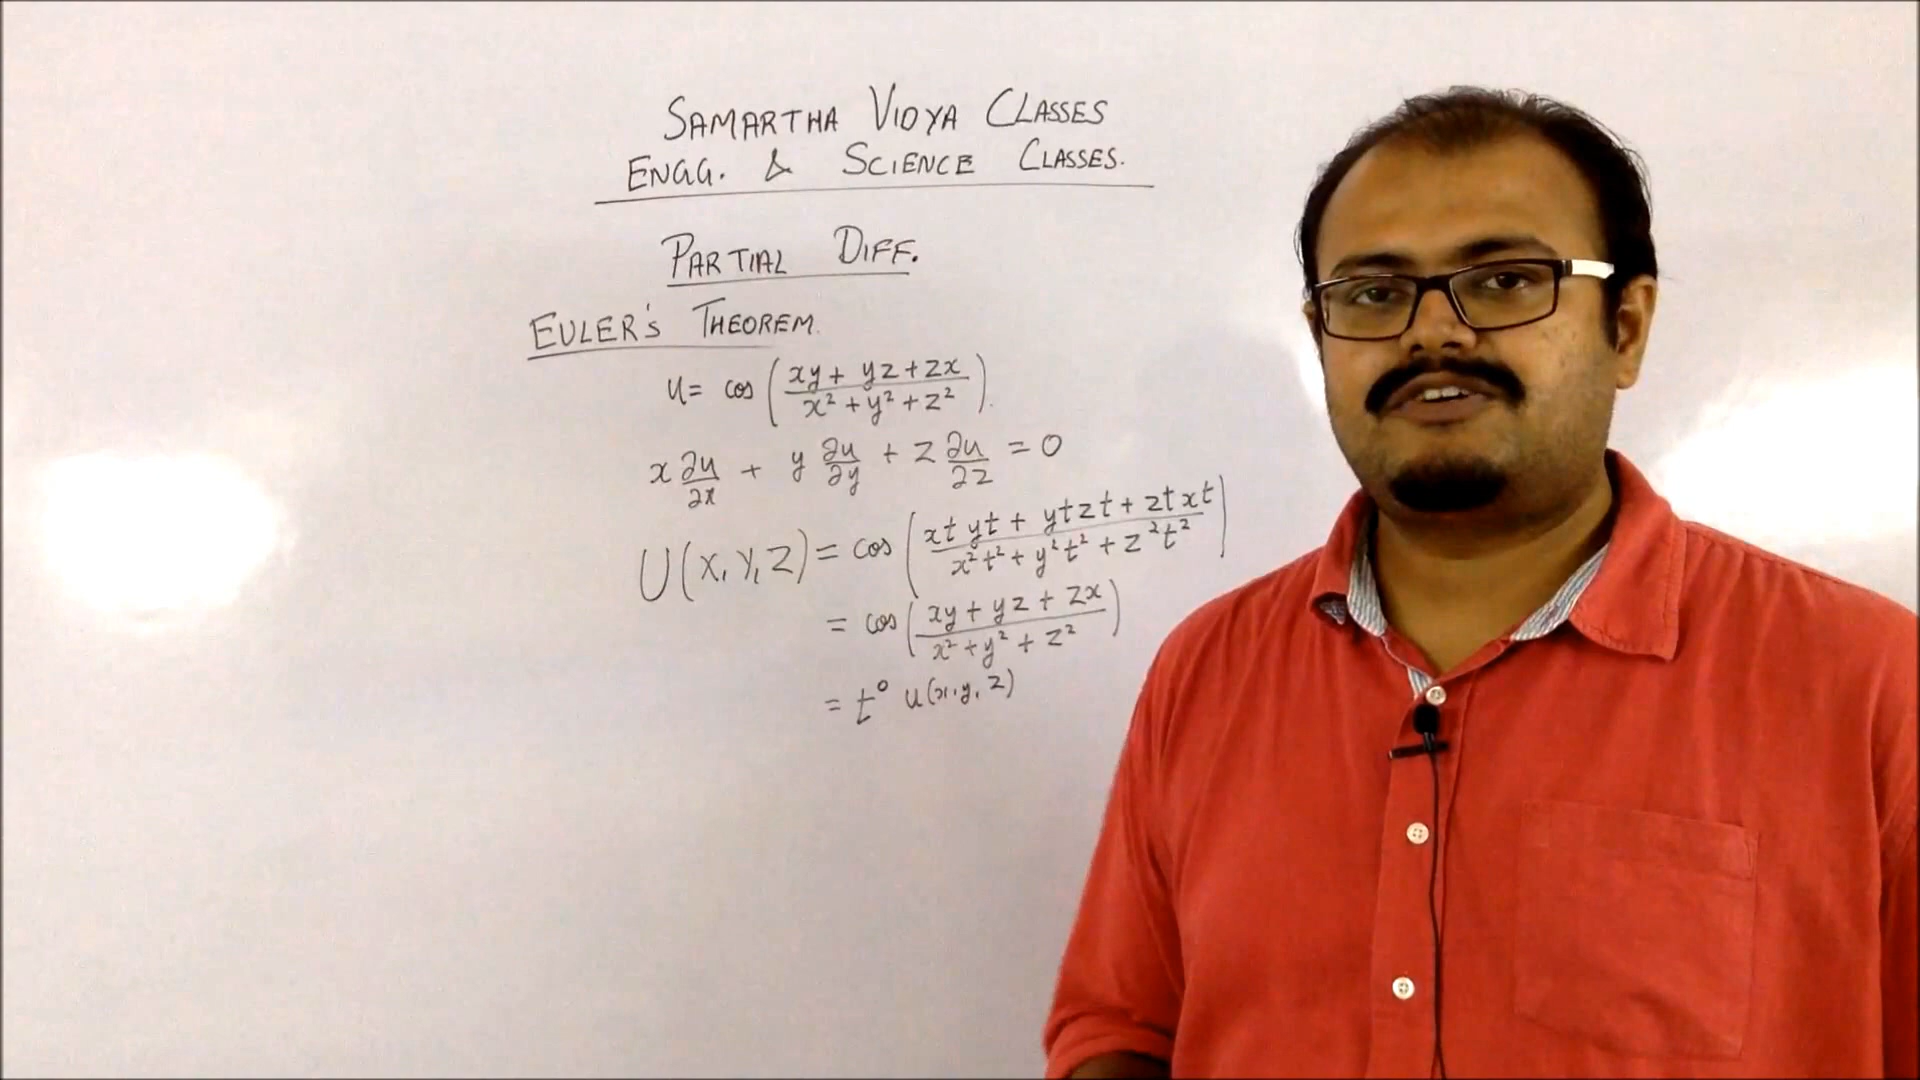 SAMARTHA VIDYA CLASSES
ENGG. & SCIENCE CLASSES.
PARTIAL DIFF.
EULER'S THEOREM.
u = cos ( (xy + yz + zx) / (x² + y² + z²) ).
x ∂u/∂x + y ∂u/∂y + z ∂u/∂z = 0
U(X, Y, Z) = cos ( (xt yt + yt zt + zt xt) / (x²t² + y²t² + z²t²) )
= cos ( (xy + yz + zx) / (x² + y² + z²) )
= t⁰ u(x, y, z)